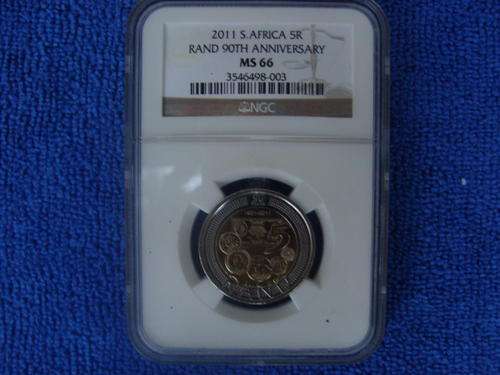 2011 S.AFRICA 5R
RAND 90TH ANNIVERSARY
MS 66
3546498-003
NGC